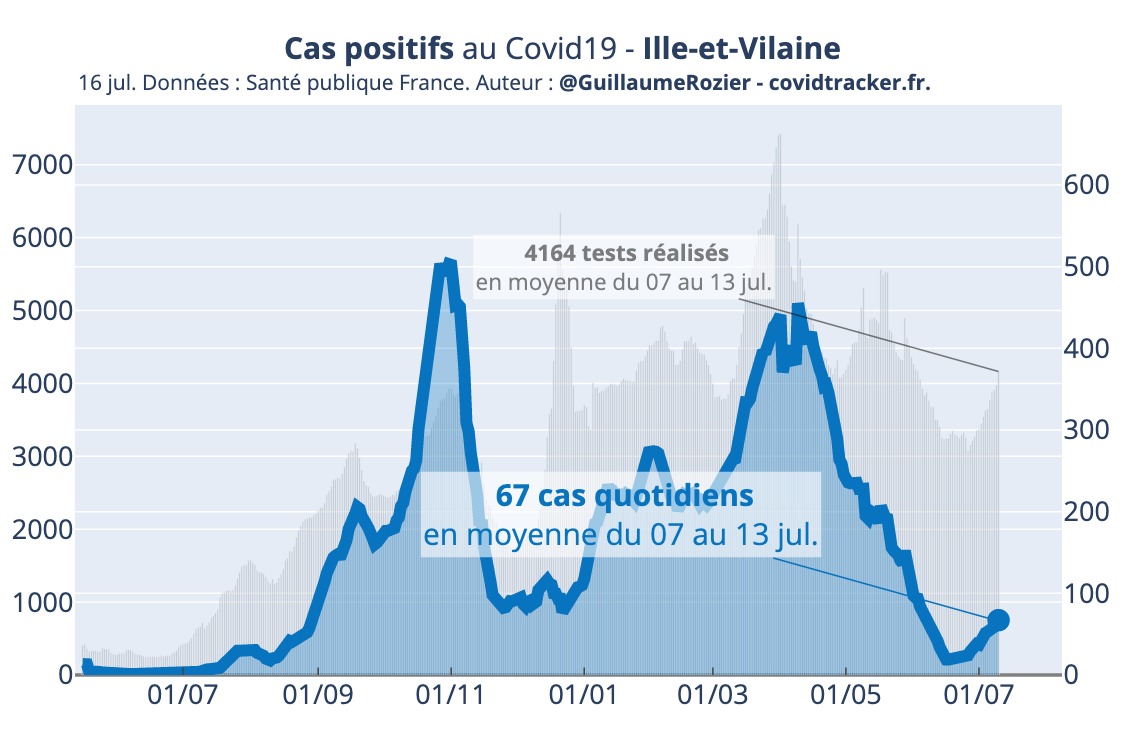 Cas positifs au Covid19 - Ille-et-Vilaine
16 jul. Données : Santé publique France. Auteur : @GuillaumeRozier - covidtracker.fr.
7000
6000
5000
4000
3000
2000
1000
0
600
500
400
300
200
100
0
4164 tests réalisés
en moyenne du 07 au 13 jul.
67 cas quotidiens
en moyenne du 07 au 13 jul.
01/07 01/09 01/11 01/01 01/03 01/05 01/07